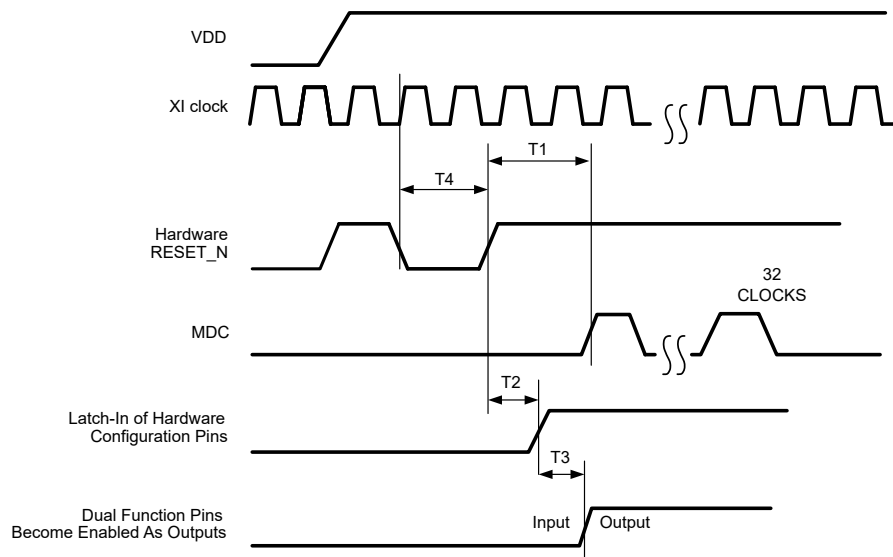 VDD
XI clock
T1
T4
Hardware
RESET_N
32
CLOCKS
MDC
T2
Latch-In of Hardware
Configuration Pins
T3
Dual Function Pins
Become Enabled As Outputs
Input
Output